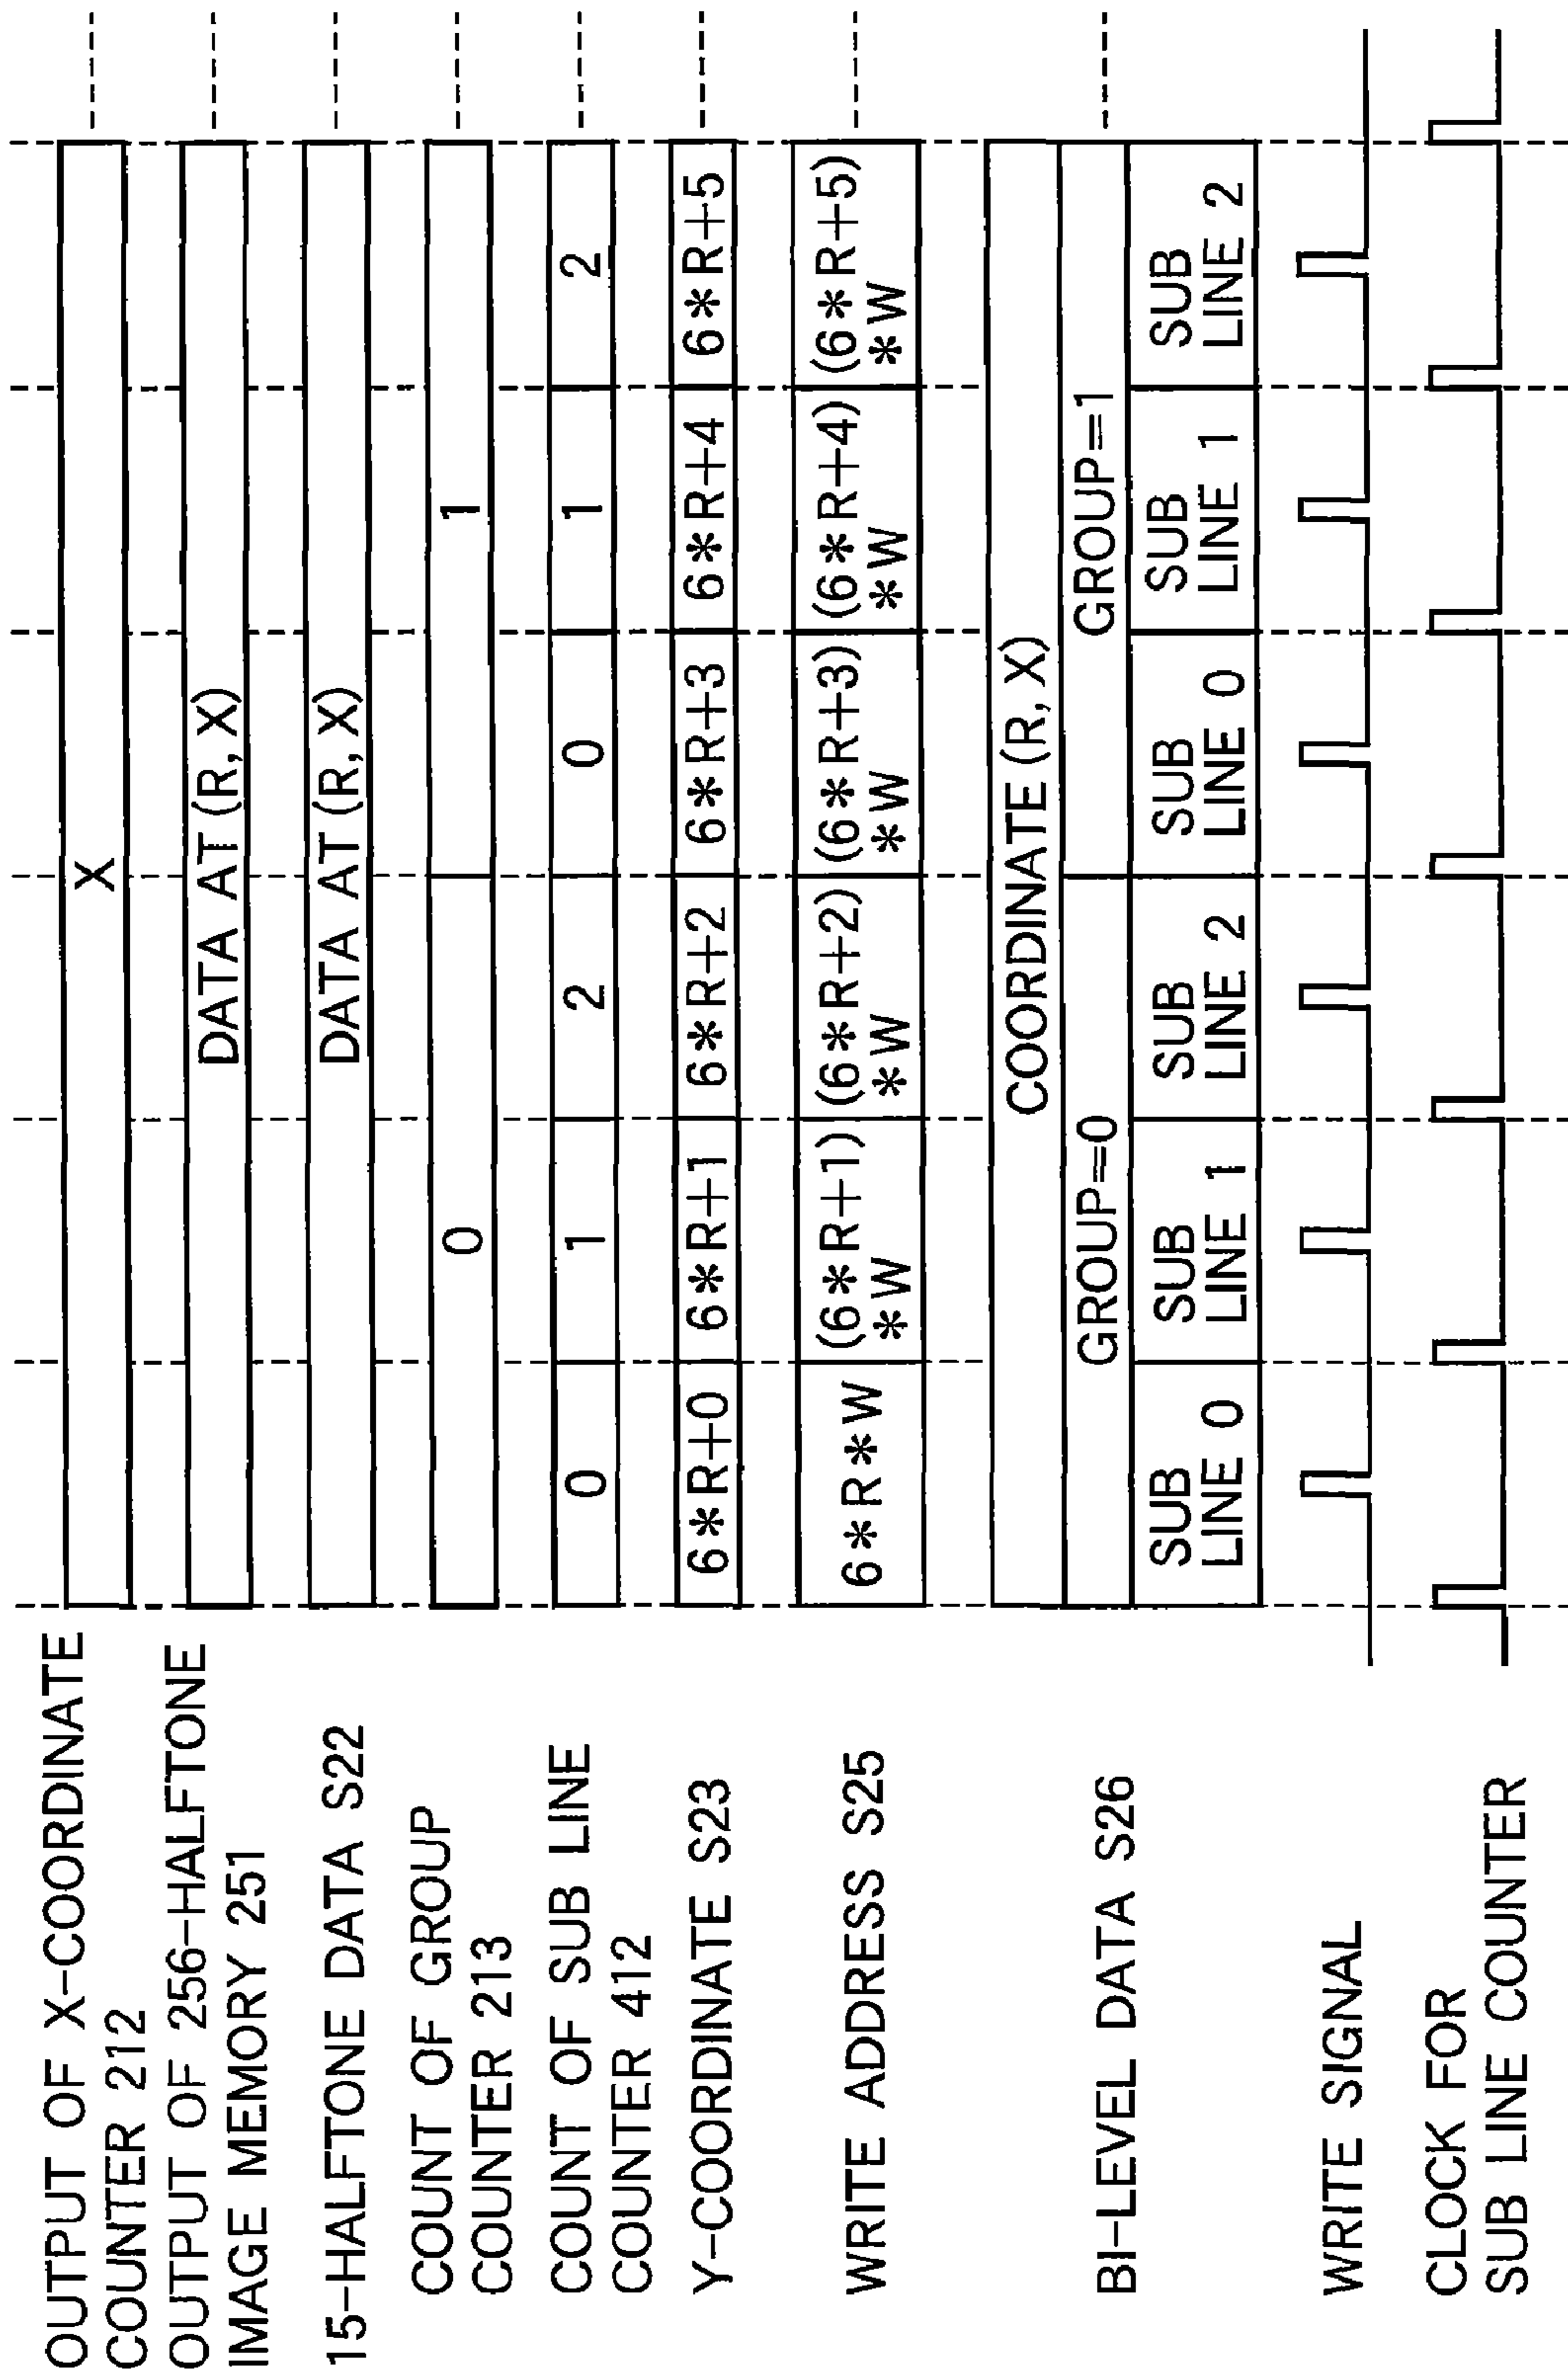 OUTPUT OF X-COORDINATE
COUNTER 212
X
OUTPUT OF 256-HALFTONE
IMAGE MEMORY 251
DATA AT (R, X)
15-HALFTONE DATA S22
DATA AT (R, X)
COUNT OF GROUP
COUNTER 213
0 1
COUNT OF SUB LINE
COUNTER 412
0 1 2 0 1 2
Y-COORDINATE S23
6*R+0 6*R+1 6*R+2 6*R+3 6*R+4 6*R+5
WRITE ADDRESS S25
6*R*W (6*R+1) (6*R+2) (6*R+3) (6*R+4) (6*R+5)
*W *W *W *W *W
BI-LEVEL DATA S26
COORDINATE (R, X)
GROUP=0 GROUP=1
SUB SUB SUB SUB SUB SUB
LINE 0 LINE 1 LINE 2 LINE 0 LINE 1 LINE 2
WRITE SIGNAL
CLOCK FOR
SUB LINE COUNTER